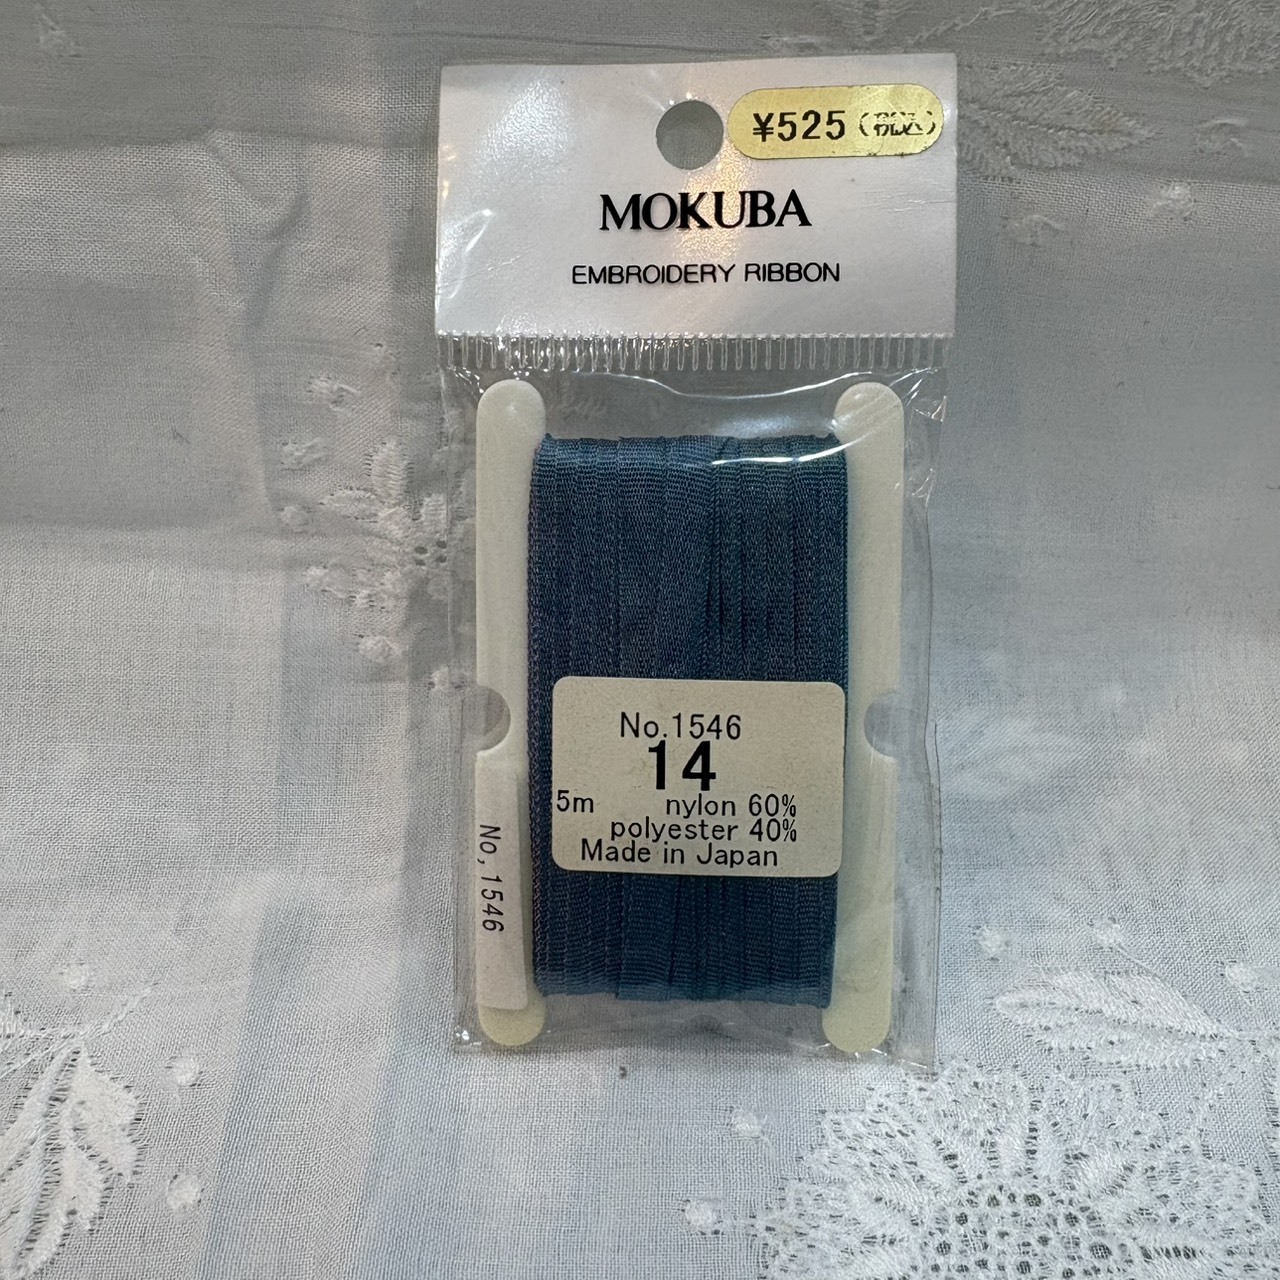 ¥525(税込)
MOKUBA
EMBROIDERY RIBBON
No.1546
14
5m nylon 60%
polyester 40%
Made in Japan
No,1546